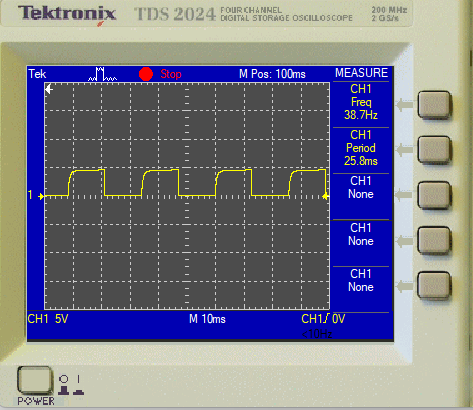 Tektronix TDS 2024 FOUR CHANNEL DIGITAL STORAGE OSCILLOSCOPE
200 MHz
2 GS/s
Tek Stop M Pos: 100ms MEASURE
CH1
Freq
38.7Hz
CH1
Period
25.8ms
CH1
None
CH1
None
CH1
None
1
CH1 5V M 10ms CH1/ 0V
<10Hz
POWER